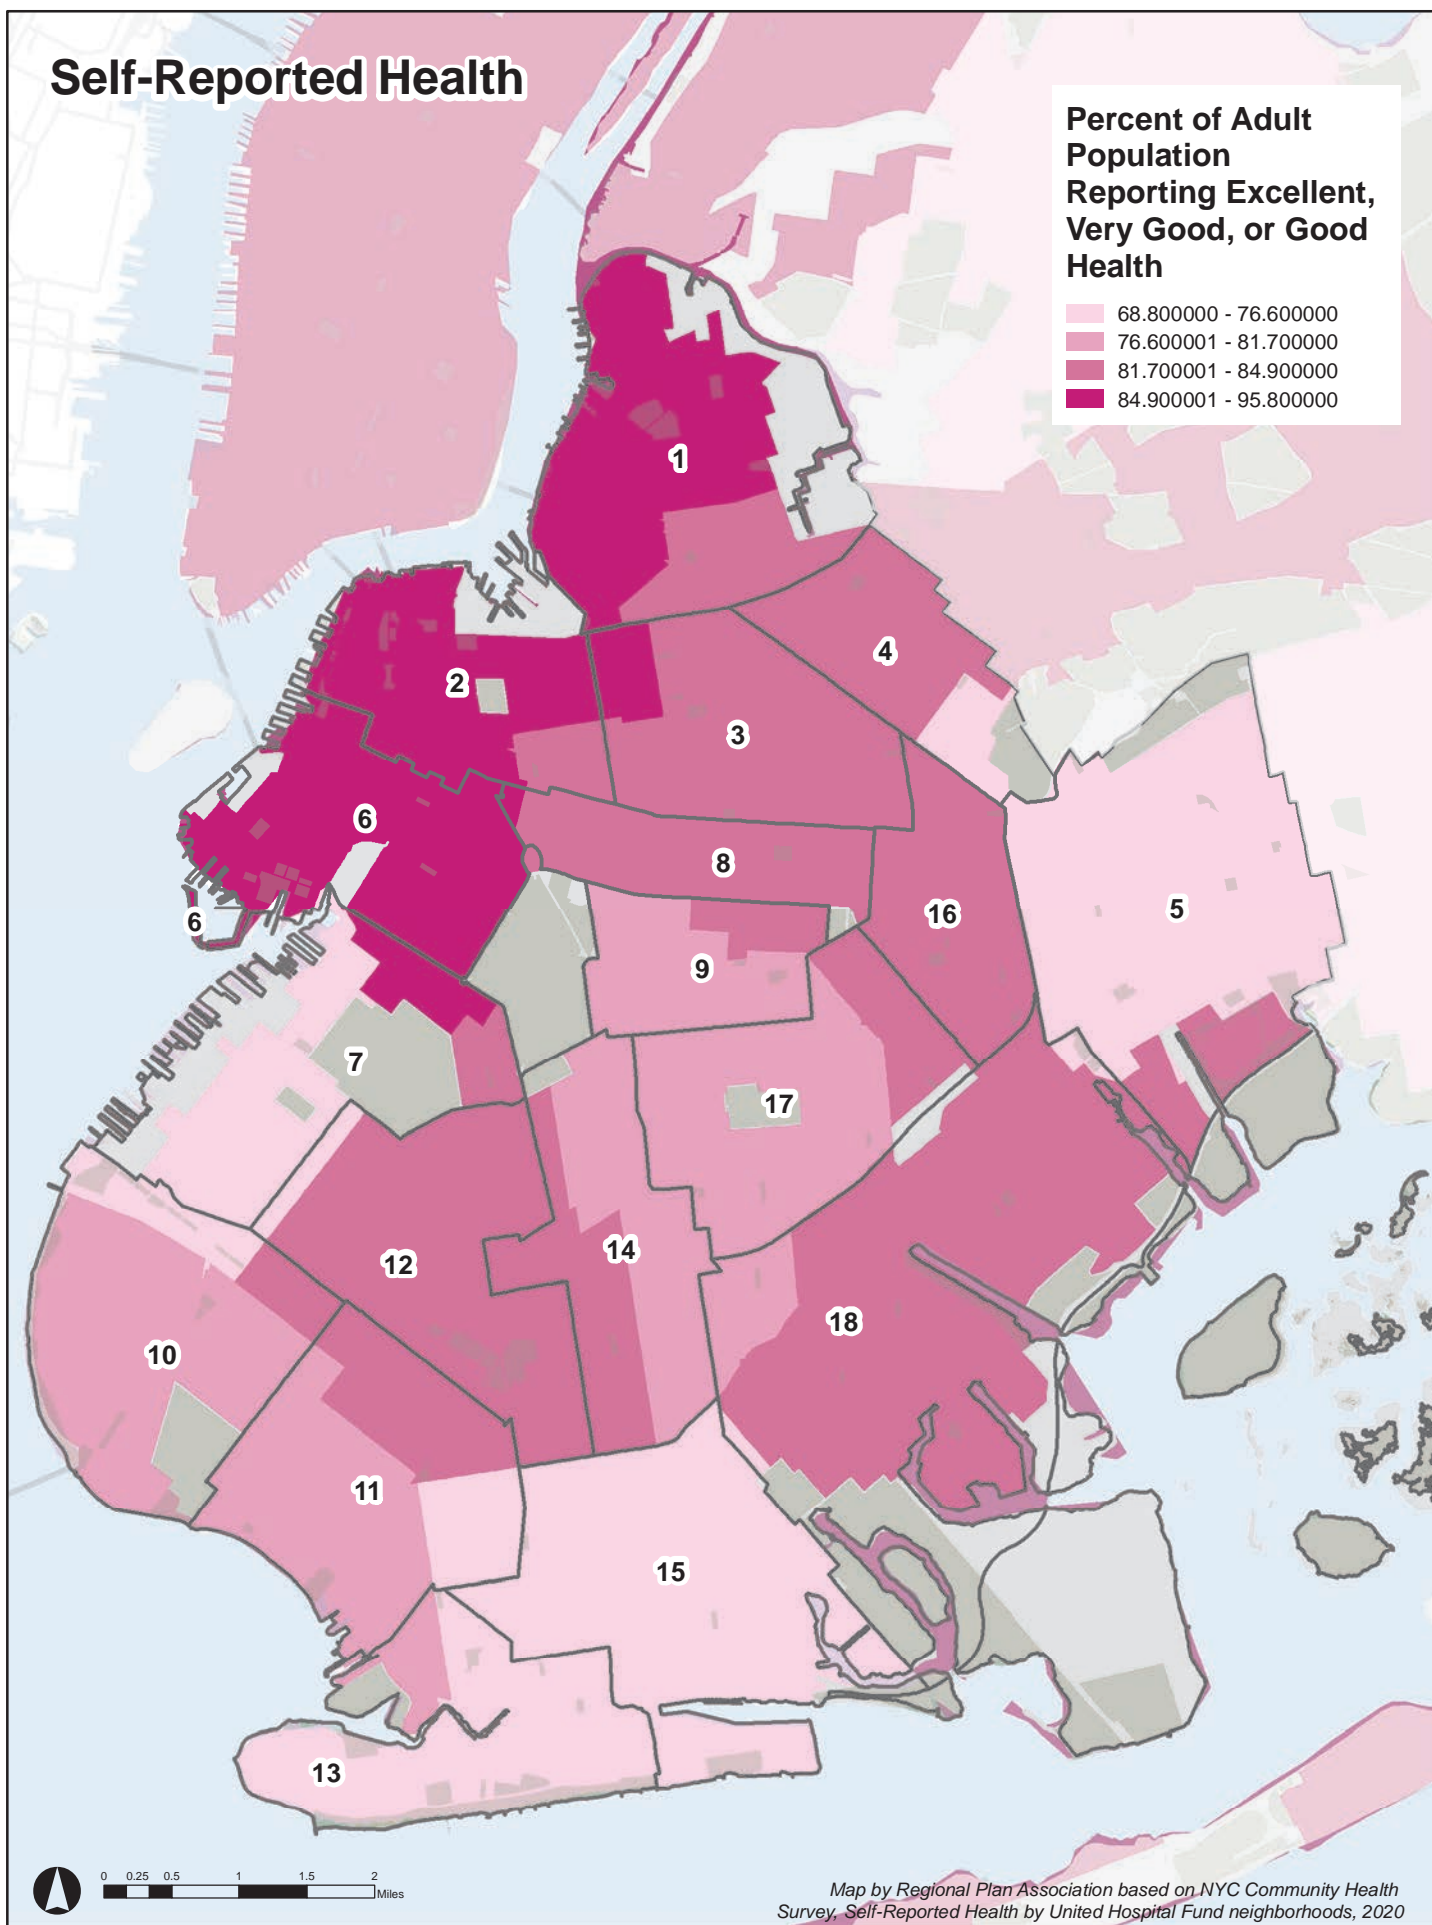 Self-Reported Health
Percent of Adult
Population
Reporting Excellent,
Very Good, or Good
Health
68.800000 - 76.600000
76.600001 - 81.700000
81.700001 - 84.900000
84.900001 - 95.800000
1
4
2
3
6
8
5
6
16
9
7
17
14
12
18
10
11
15
13
0 0.25 0.5 1 1.5 2
Miles
Map by Regional Plan Association based on NYC Community Health
Survey, Self-Reported Health by United Hospital Fund neighborhoods, 2020